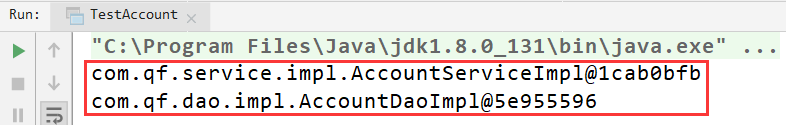 Run: TestAccount
"C:\Program Files\Java\jdk1.8.0_131\bin\java.exe" ...
com.qf.service.impl.AccountServiceImpl@1cab0bfb
com.qf.dao.impl.AccountDaoImpl@5e955596